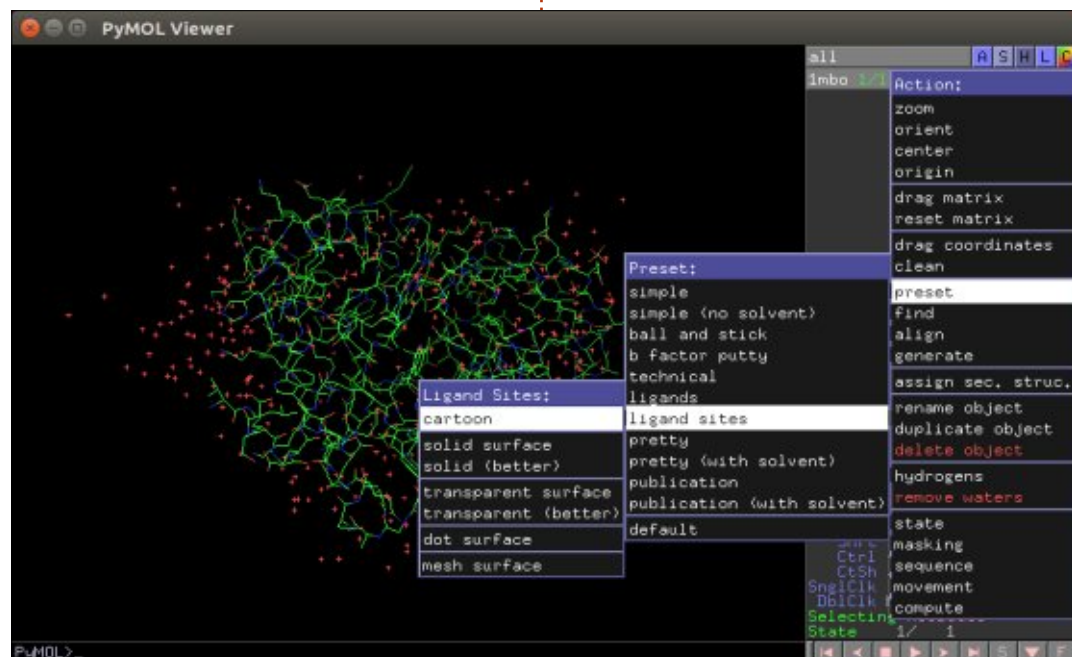 PyMOL Viewer
all A S H L C
1mbo 1/1
Action:
zoom
orient
center
origin
drag matrix
reset matrix
drag coordinates
clean
preset
find
align
generate
assign sec. struc.
rename object
duplicate object
delete object
hydrogens
remove waters
state
masking
sequence
movement
compute
Preset:
simple
simple (no solvent)
ball and stick
b factor putty
technical
ligands
ligand sites
pretty
pretty (with solvent)
publication
publication (with solvent)
default
Ligand Sites:
cartoon
solid surface
solid (better)
transparent surface
transparent (better)
dot surface
mesh surface
Ctrl
CtSh
SnglClk
DblClk
Selecting
State 1/ 1
S F
PyMOL>_